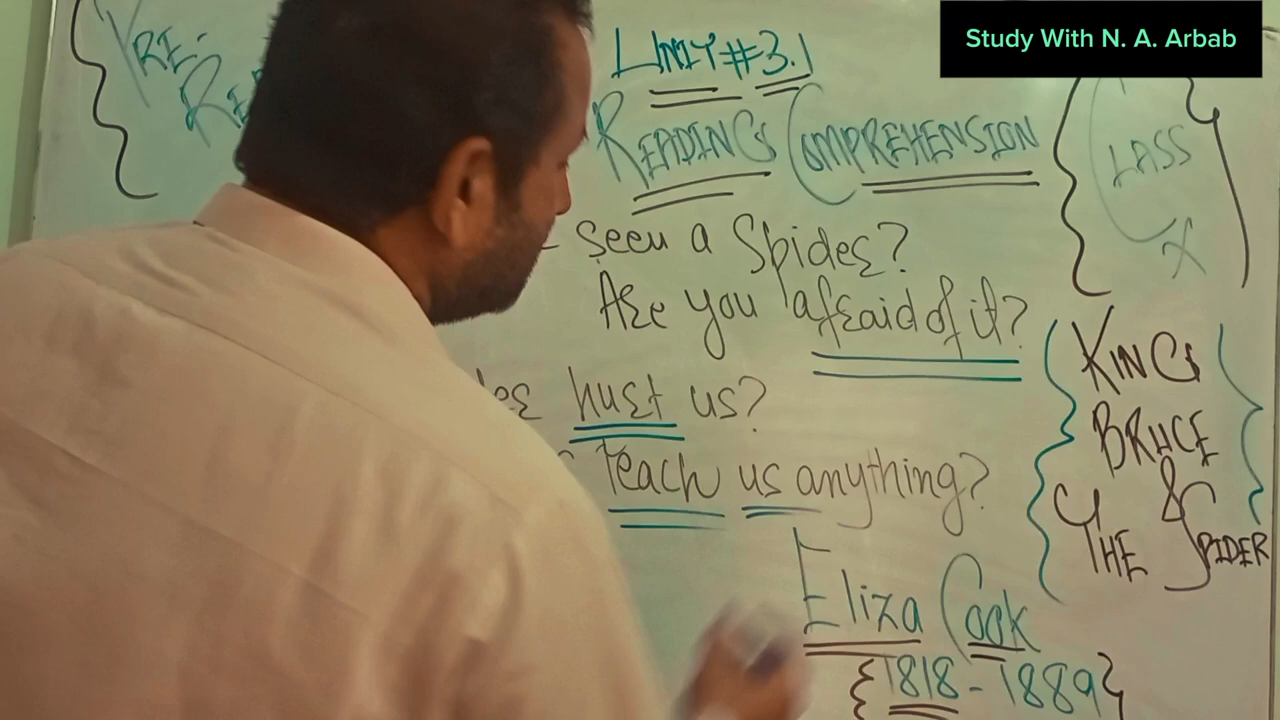 Study With N. A. Arbab
PRE-
UNIT #3.1
READING COMPREHENSION
CLASS
X
- seen a Spider?
Are you afraid of it?
hurt us?
teach us anything?
KING
BRUCE
&
THE SPIDER
Eliza Cook
{1818-1889}